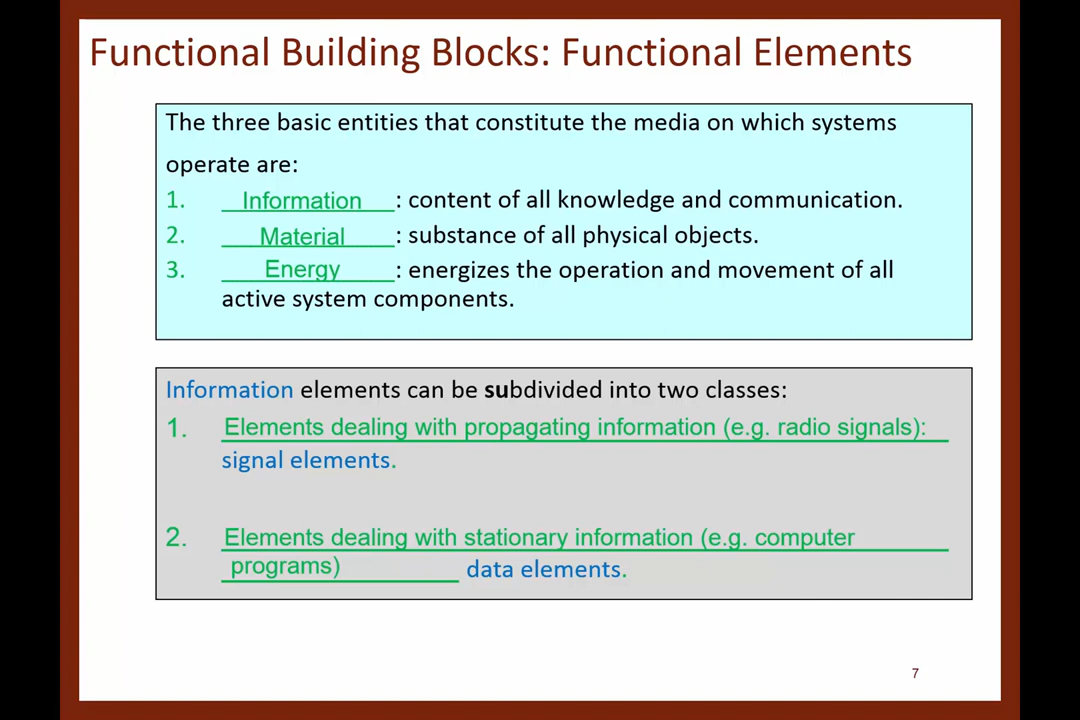 Functional Building Blocks: Functional Elements
The three basic entities that constitute the media on which systems
operate are:
1. Information : content of all knowledge and communication.
2. Material : substance of all physical objects.
3. Energy : energizes the operation and movement of all
active system components.
Information elements can be subdivided into two classes:
1. Elements dealing with propagating information (e.g. radio signals):
signal elements.
2. Elements dealing with stationary information (e.g. computer
programs) data elements.
7